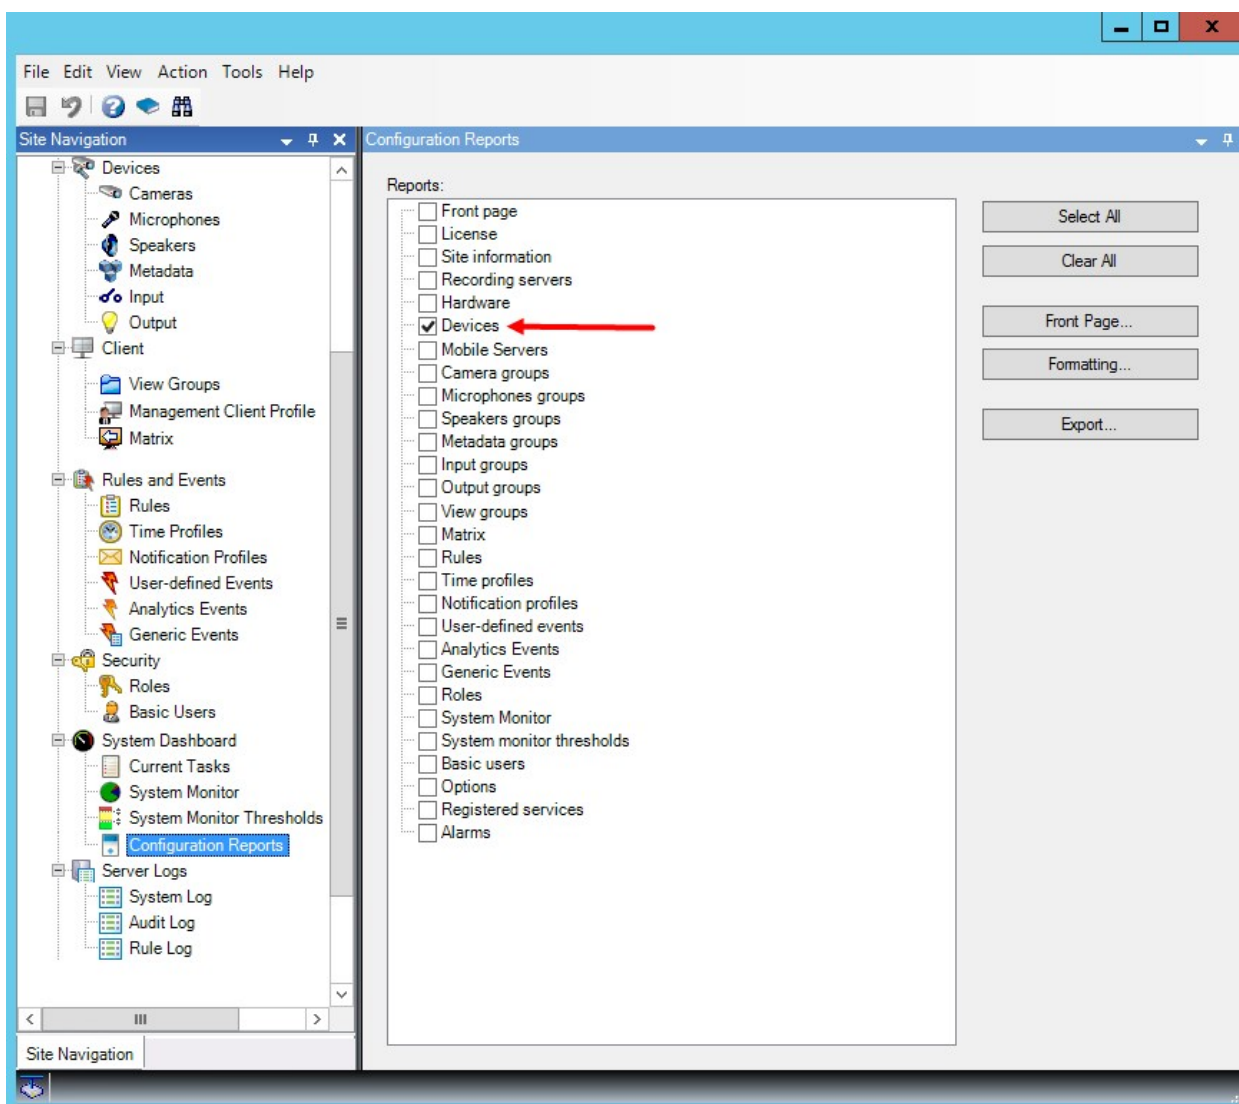 File Edit View Action Tools Help
Site Navigation
Devices
Cameras
Microphones
Speakers
Metadata
Input
Output
Client
View Groups
Management Client Profile
Matrix
Rules and Events
Rules
Time Profiles
Notification Profiles
User-defined Events
Analytics Events
Generic Events
Security
Roles
Basic Users
System Dashboard
Current Tasks
System Monitor
System Monitor Thresholds
Configuration Reports
Server Logs
System Log
Audit Log
Rule Log
Site Navigation
Configuration Reports
Reports:
Front page
License
Site information
Recording servers
Hardware
Devices
Mobile Servers
Camera groups
Microphones groups
Speakers groups
Metadata groups
Input groups
Output groups
View groups
Matrix
Rules
Time profiles
Notification profiles
User-defined events
Analytics Events
Generic Events
Roles
System Monitor
System monitor thresholds
Basic users
Options
Registered services
Alarms
Select All
Clear All
Front Page...
Formatting...
Export...